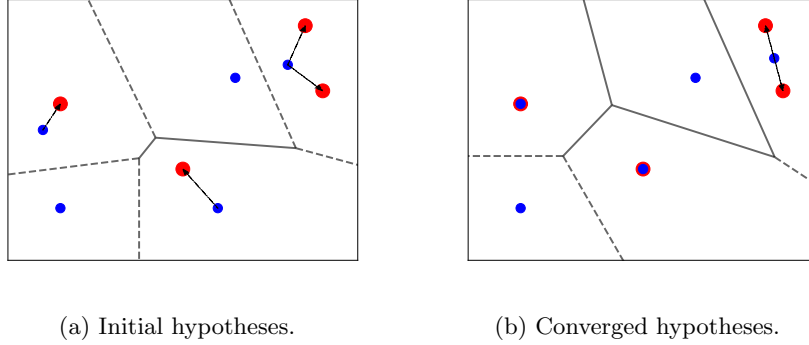 (a) Initial hypotheses.
(b) Converged hypotheses.